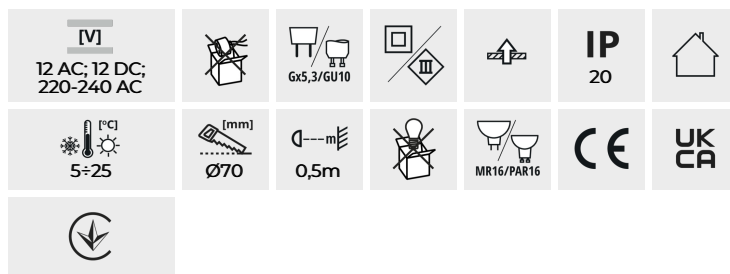 [V]
12 AC; 12 DC;
220-240 AC
Gx5,3/GU10
III
IP
20
[°C]
5÷25
[mm]
Ø70
m
0,5m
MR16/PAR16
CE
UK
CA